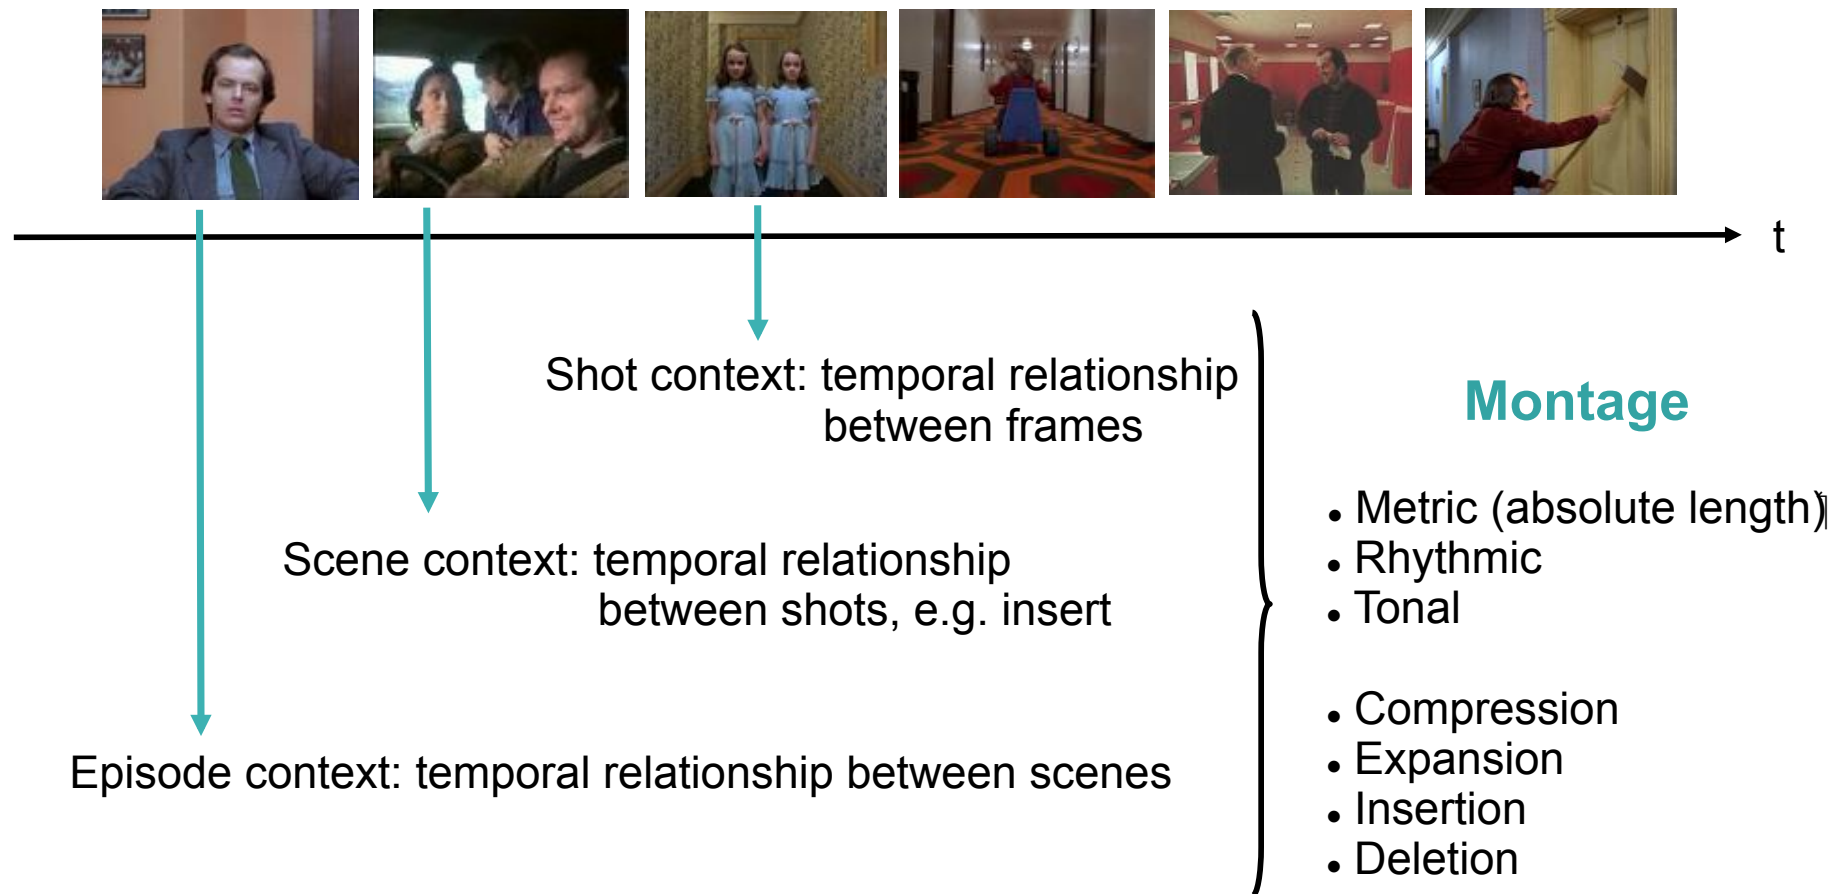 t
Shot context: temporal relationship
between frames
Scene context: temporal relationship
between shots, e.g. insert
Episode context: temporal relationship between scenes
Montage
• Metric (absolute length)
• Rhythmic
• Tonal
• Compression
• Expansion
• Insertion
• Deletion